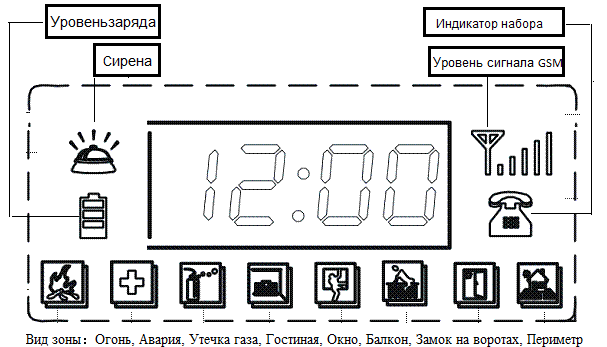 Уровеньзаряда
Индикатор набора
Сирена
Уровень сигнала GSM
12:00
Вид зоны: Огонь, Авария, Утечка газа, Гостиная, Окно, Балкон, Замок на воротах, Периметр